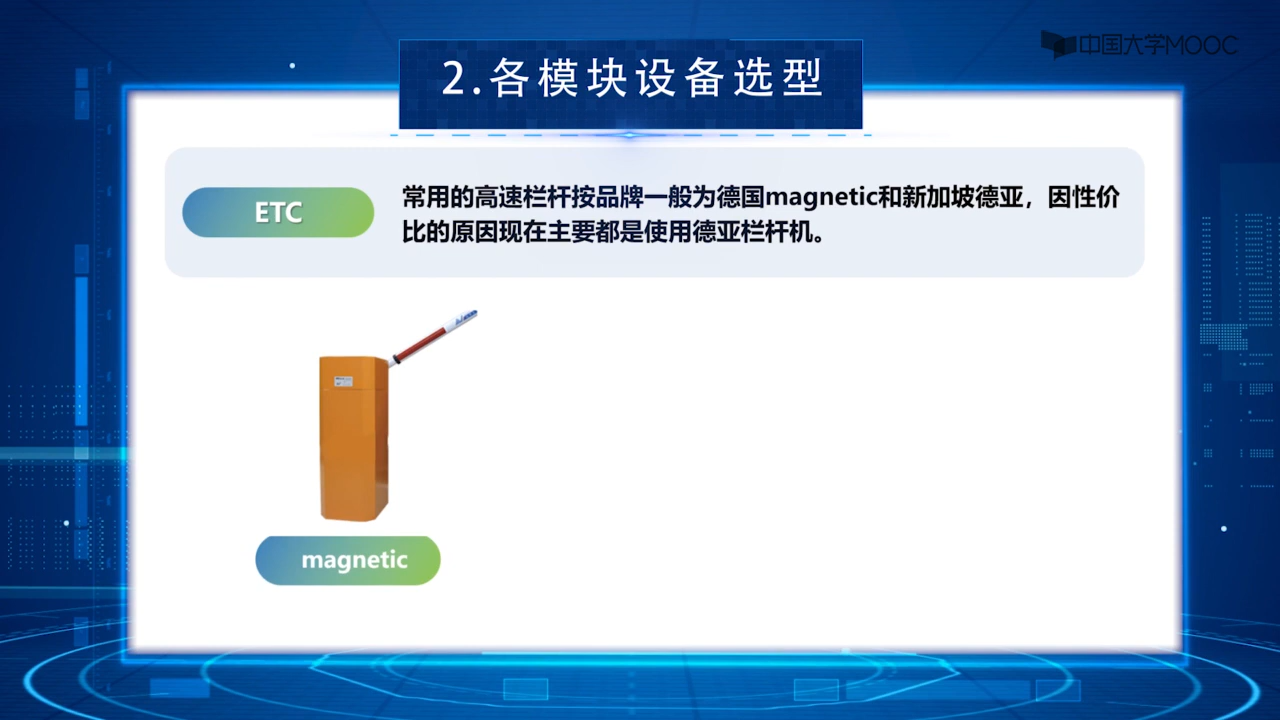 中国大学MOOC
2.各模块设备选型
ETC
常用的高速栏杆按品牌一般为德国magnetic和新加坡德亚，因性价
比的原因现在主要都是使用德亚栏杆机。
magnetic